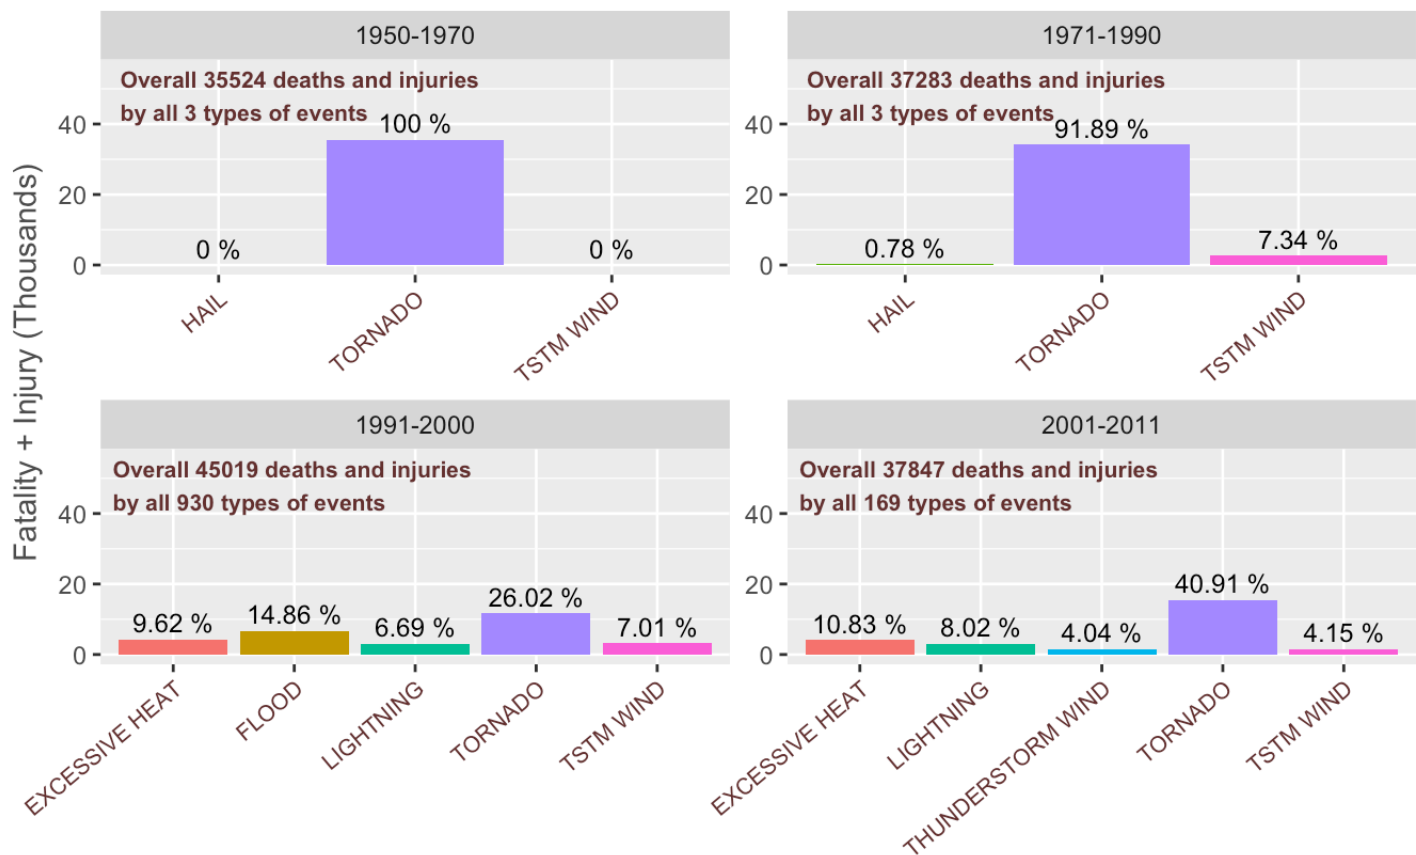 Fatality + Injury (Thousands)
1950-1970
Overall 35524 deaths and injuries
by all 3 types of events
100 %
0 %
0 %
40
20
0
HAIL
TORNADO
TSTM WIND
1971-1990
Overall 37283 deaths and injuries
by all 3 types of events
91.89 %
0.78 %
7.34 %
40
20
0
HAIL
TORNADO
TSTM WIND
1991-2000
Overall 45019 deaths and injuries
by all 930 types of events
9.62 %
14.86 %
6.69 %
26.02 %
7.01 %
40
20
0
EXCESSIVE HEAT
FLOOD
LIGHTNING
TORNADO
TSTM WIND
2001-2011
Overall 37847 deaths and injuries
by all 169 types of events
10.83 %
8.02 %
4.04 %
40.91 %
4.15 %
40
20
0
EXCESSIVE HEAT
LIGHTNING
THUNDERSTORM WIND
TORNADO
TSTM WIND